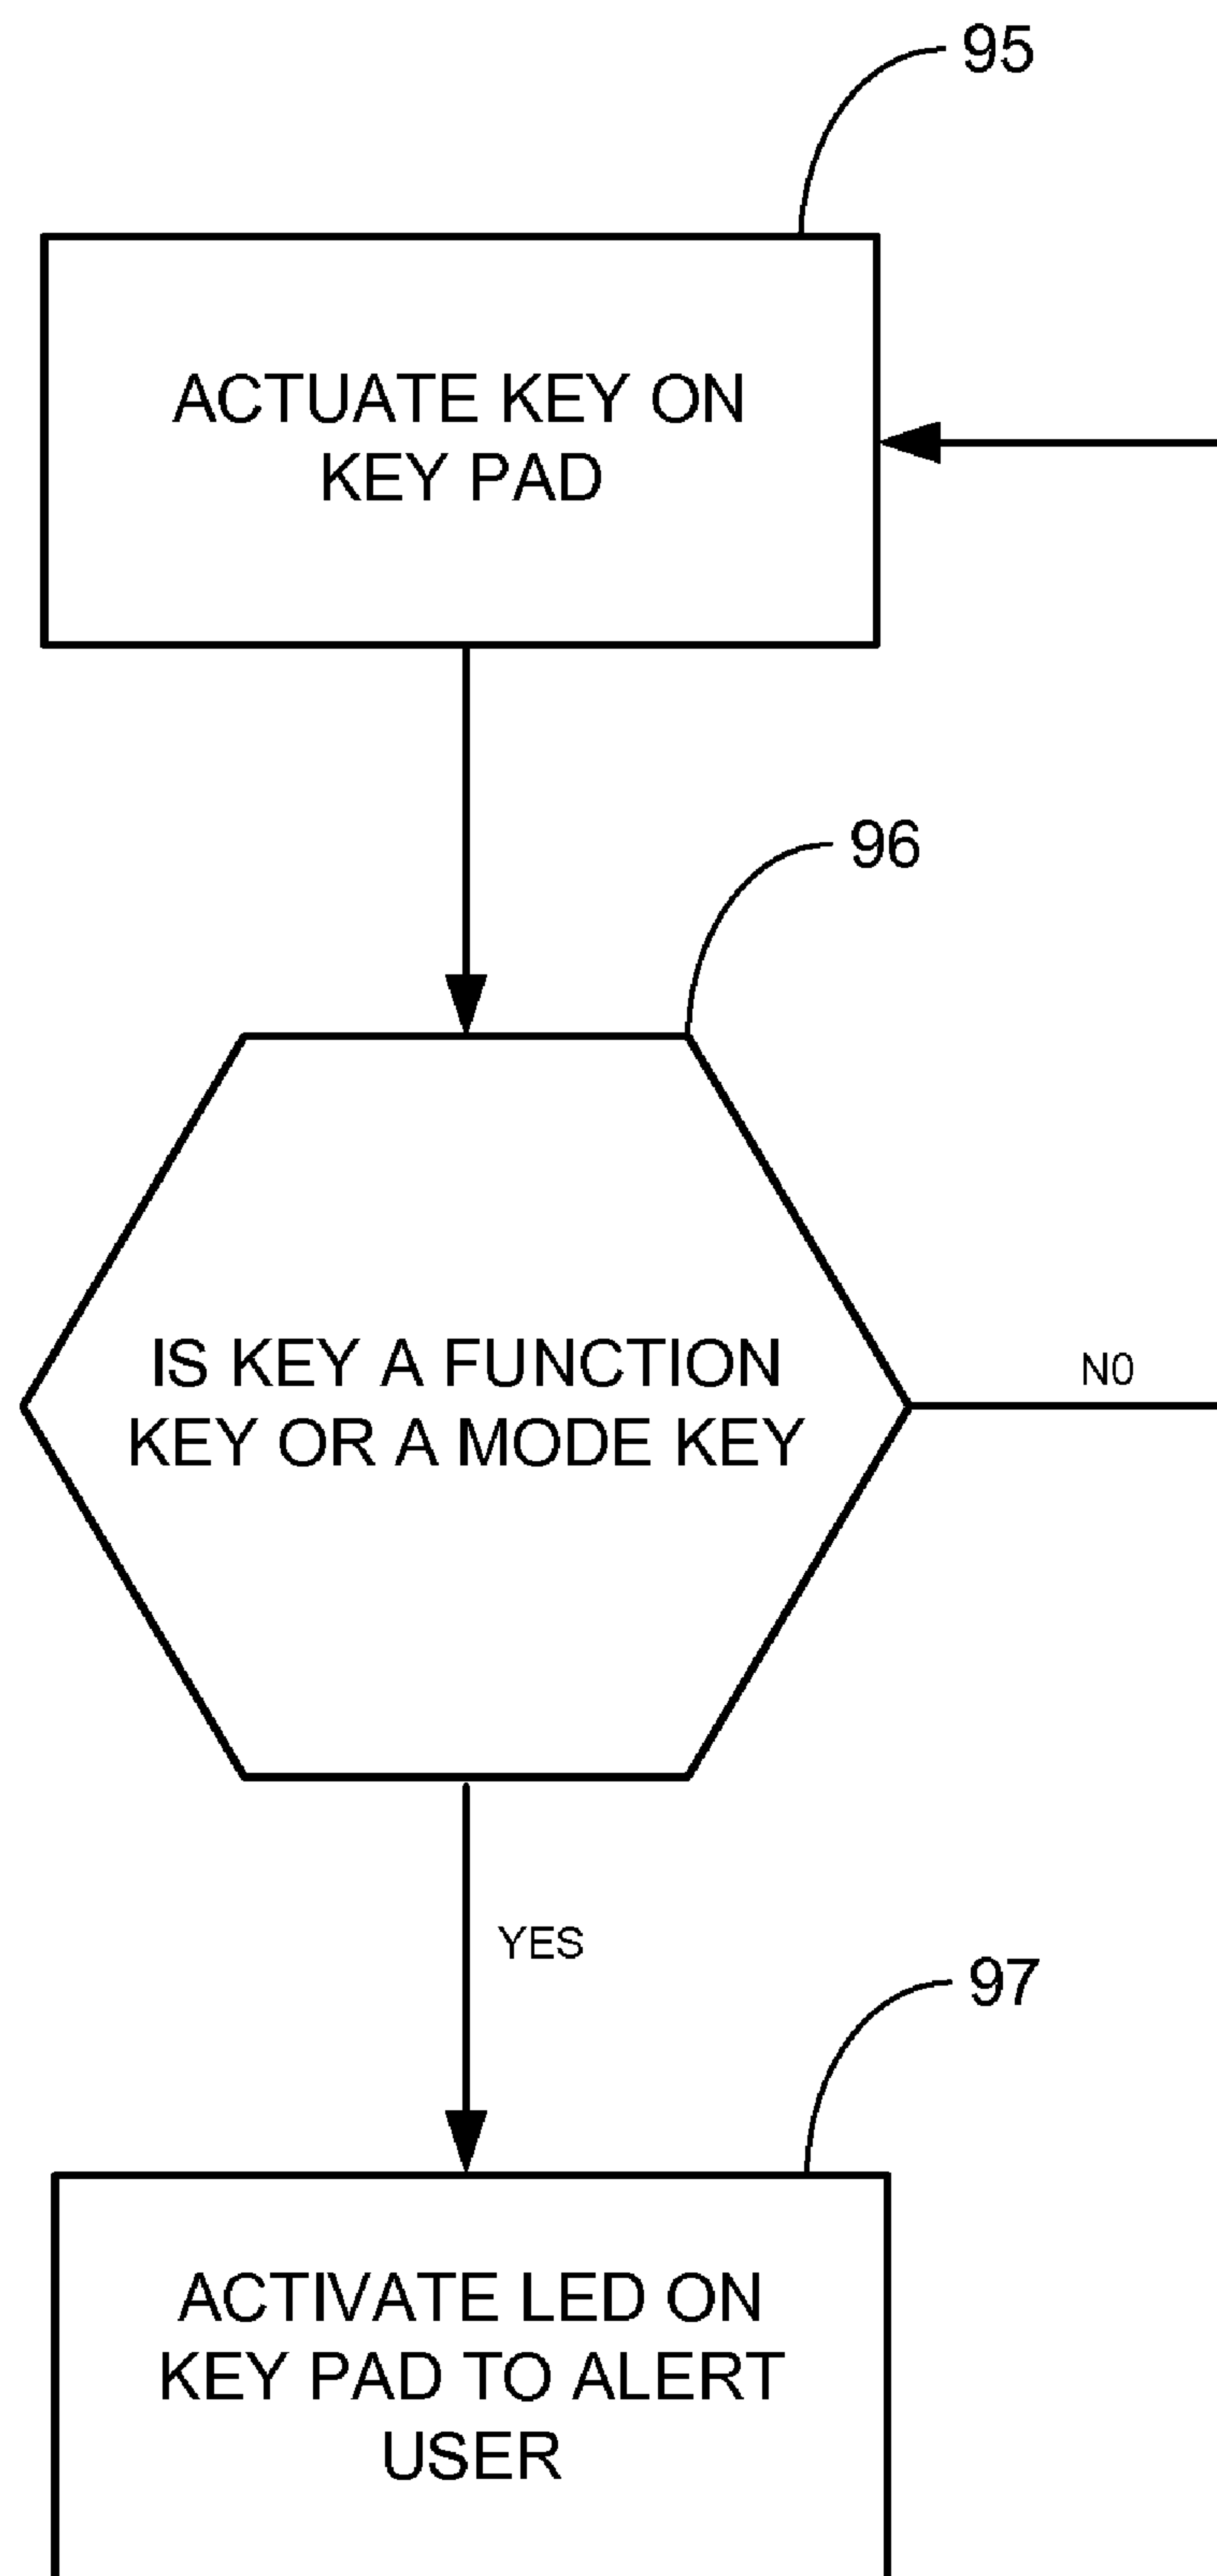 95
ACTUATE KEY ON
KEY PAD
96
IS KEY A FUNCTION
KEY OR A MODE KEY
N0
YES
97
ACTIVATE LED ON
KEY PAD TO ALERT
USER